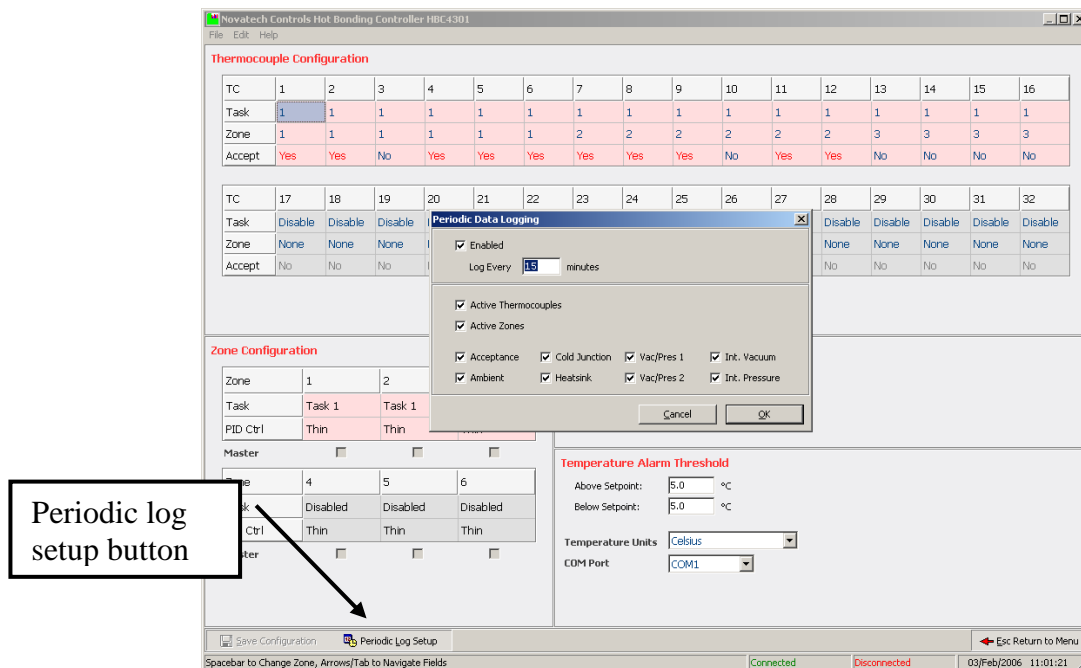 Novatech Controls Hot Bonding Controller HBC4301
File Edit Help
Thermocouple Configuration
TC 1 2 3 4 5 6 7 8 9 10 11 12 13 14 15 16
Task 1 1 1 1 1 1 1 1 1 1 1 1 1 1 1 1
Zone 1 1 1 1 1 1 2 2 2 2 2 2 3 3 3 3
Accept Yes Yes No Yes Yes Yes Yes Yes Yes No Yes Yes No No No No
TC 17 18 19 20 21 22 23 24 25 26 27 28 29 30 31 32
Task Disable Disable Disable Disable Disable Disable Disable Disable
Zone None None None None None None None None
Accept No No No No No No No No
Periodic Data Logging
Enabled
Log Every 15 minutes
Active Thermocouples
Active Zones
Acceptance Cold Junction Vac/Pres 1 Int. Vacuum
Ambient Heatsink Vac/Pres 2 Int. Pressure
Cancel OK
Zone Configuration
Zone 1 2
Task Task 1 Task 1
PID Ctrl Thin Thin Thin
Master
4 5 6
Disabled Disabled Disabled
Ctrl Thin Thin Thin
Temperature Alarm Threshold
Above Setpoint: 5.0 °C
Below Setpoint: 5.0 °C
Temperature Units Celsius
COM Port COM1
Periodic log
setup button
Save Configuration Periodic Log Setup Esc Return to Menu
Spacebar to Change Zone, Arrows/Tab to Navigate Fields Connected Disconnected 03/Feb/2006 11:01:21